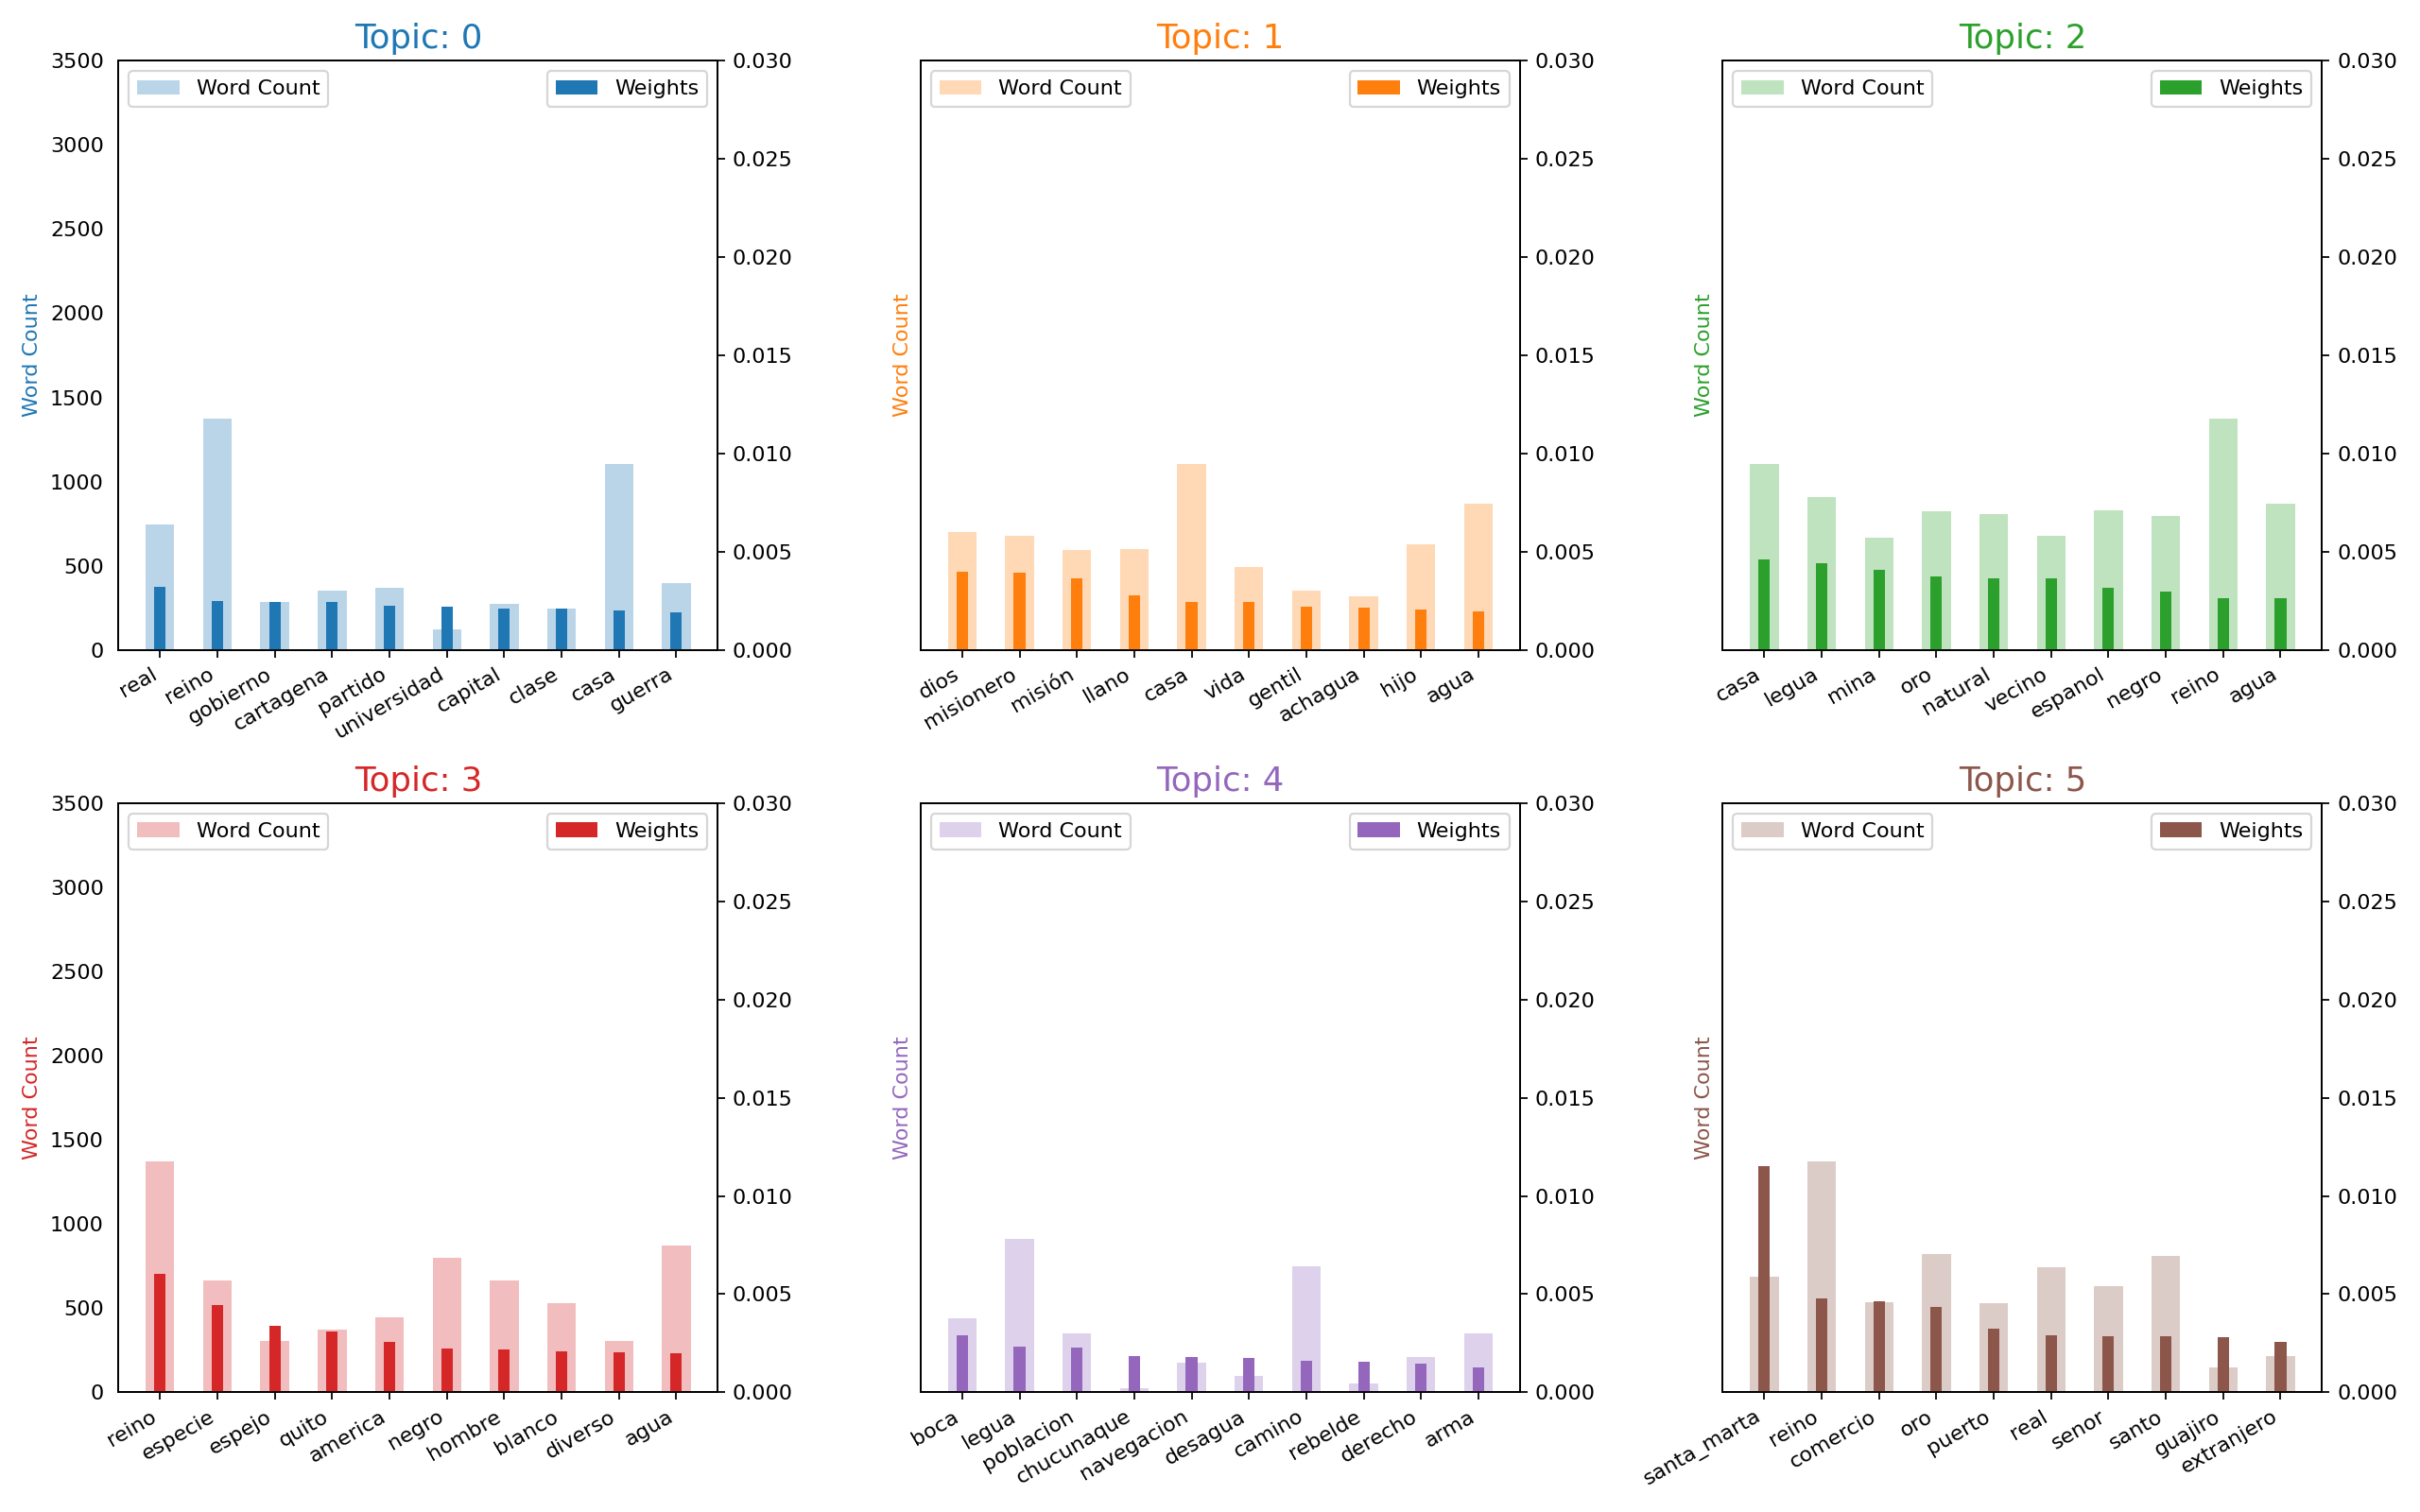 Topic: 0
Word Count
Weights
3500
3000
2500
2000
1500
1000
500
0
Word Count
0.030
0.025
0.020
0.015
0.010
0.005
0.000
real
reino
gobierno
cartagena
partido
universidad
capital
clase
casa
guerra
Topic: 1
Word Count
Weights
Word Count
0.030
0.025
0.020
0.015
0.010
0.005
0.000
dios
misionero
misión
llano
casa
vida
gentil
achagua
hijo
agua
Topic: 2
Word Count
Weights
Word Count
0.030
0.025
0.020
0.015
0.010
0.005
0.000
casa
legua
mina
oro
natural
vecino
espanol
negro
reino
agua
Topic: 3
Word Count
Weights
3500
3000
2500
2000
1500
1000
500
0
Word Count
0.030
0.025
0.020
0.015
0.010
0.005
0.000
reino
especie
espejo
quito
america
negro
hombre
blanco
diverso
agua
Topic: 4
Word Count
Weights
Word Count
0.030
0.025
0.020
0.015
0.010
0.005
0.000
boca
legua
poblacion
chucunaque
navegacion
desagua
camino
rebelde
derecho
arma
Topic: 5
Word Count
Weights
Word Count
0.030
0.025
0.020
0.015
0.010
0.005
0.000
santa_marta
reino
comercio
oro
puerto
real
senor
santo
guajiro
extranjero